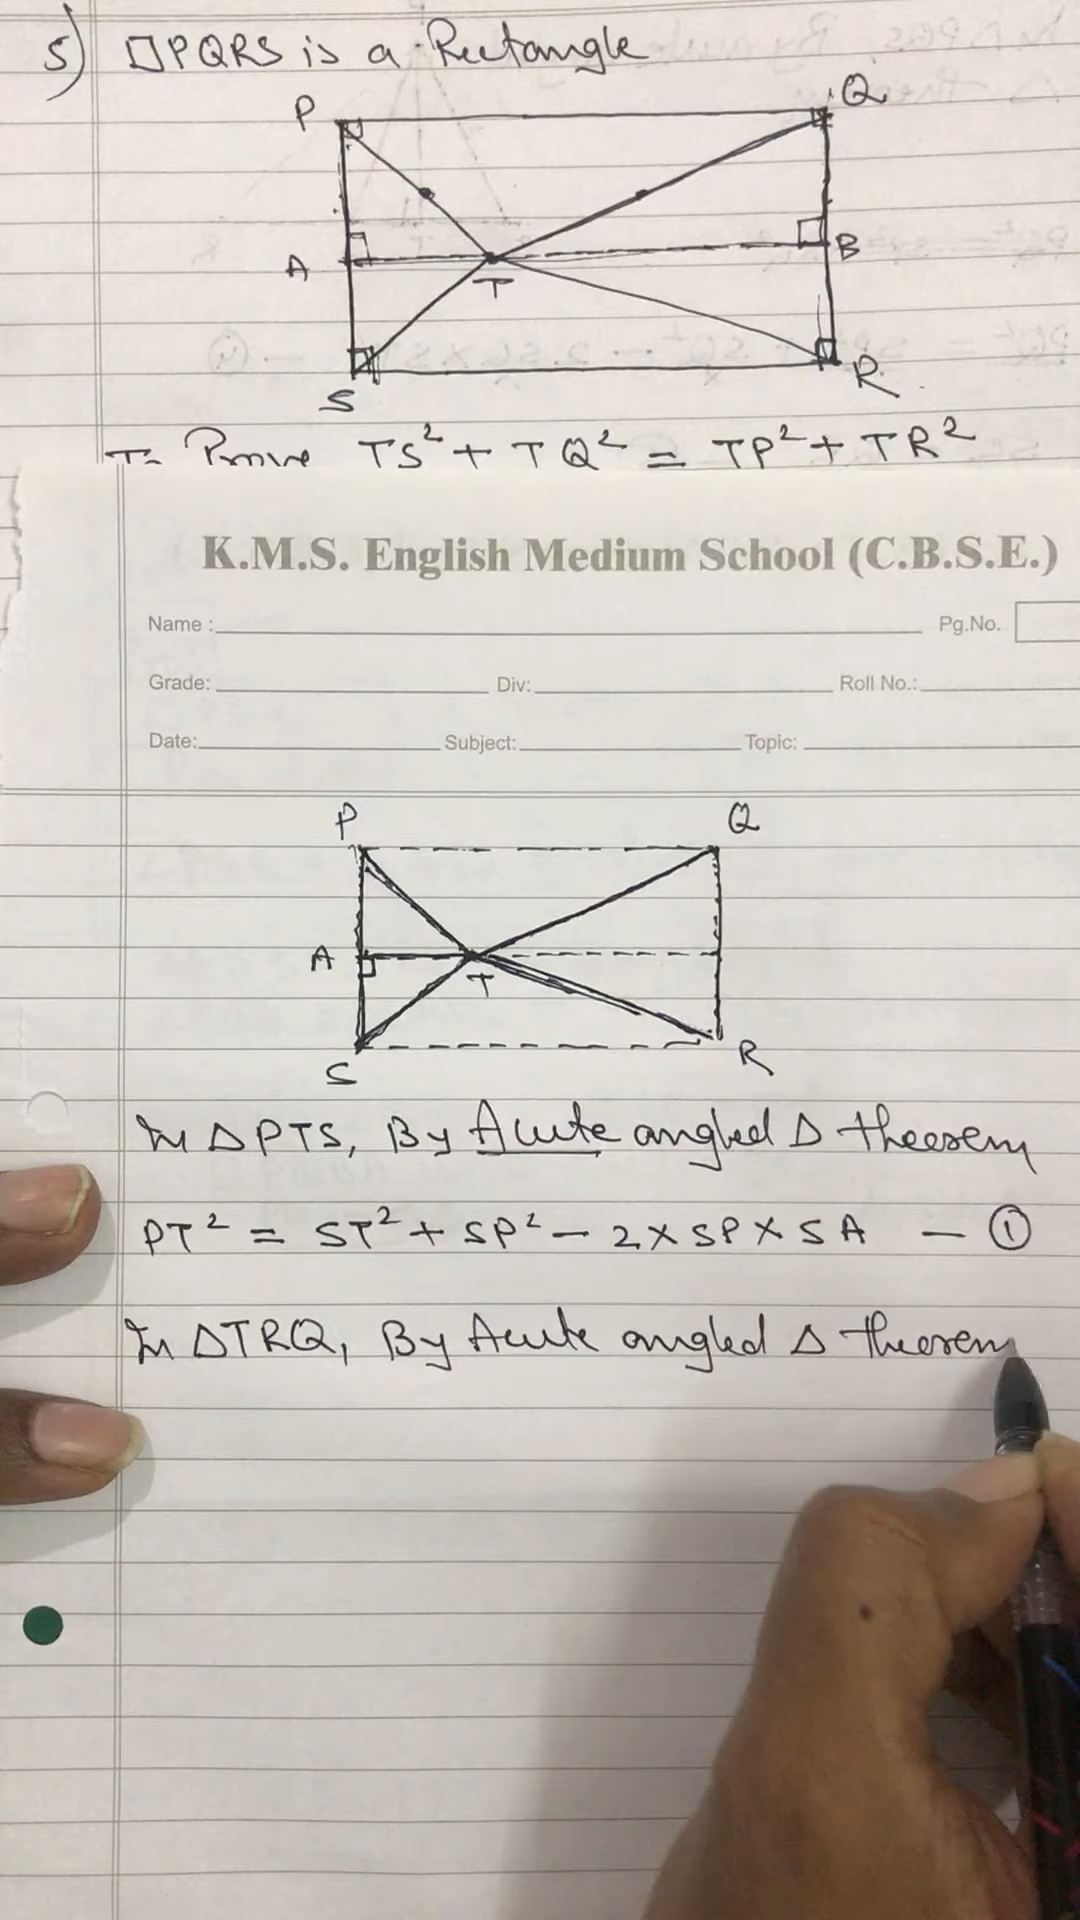 5) □PQRS is a Rectangle
P Q
A B
T
S R
To Prove TS² + TQ² = TP² + TR²
K.M.S. English Medium School (C.B.S.E.)
Name : Pg.No.
Grade: Div: Roll No.:
Date: Subject: Topic:
P Q
A
T
S R
In △PTS, By Acute angled △ theorem
PT² = ST² + SP² – 2 × SP × SA – ①
In △TRQ, By Acute angled △ theorem